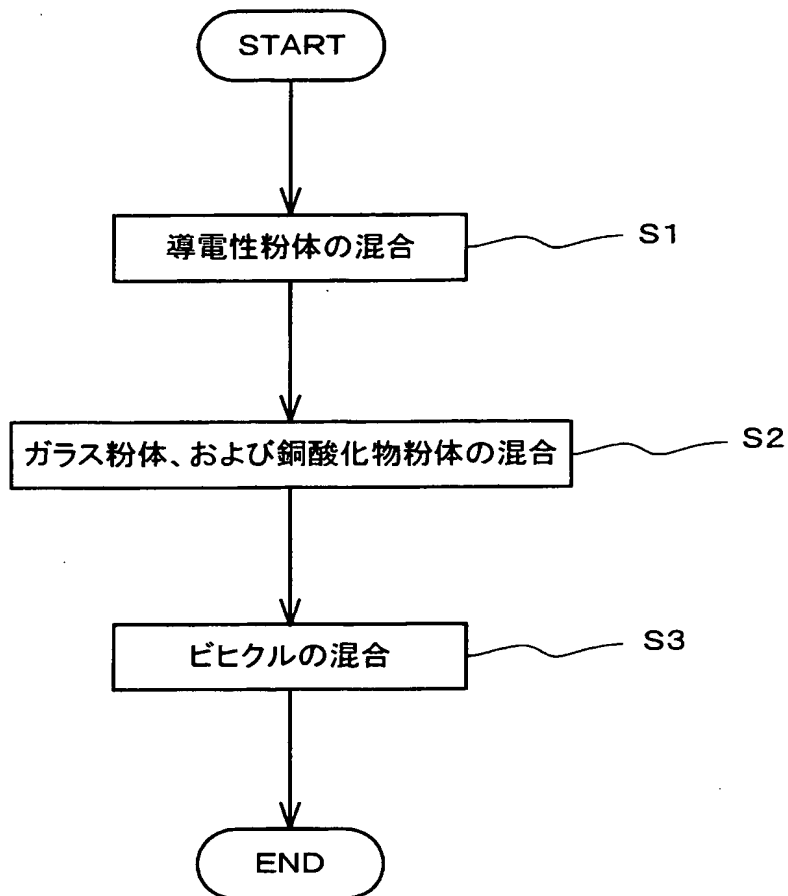 START
導電性粉体の混合
S1
ガラス粉体、および銅酸化物粉体の混合
S2
ビヒクルの混合
S3
END